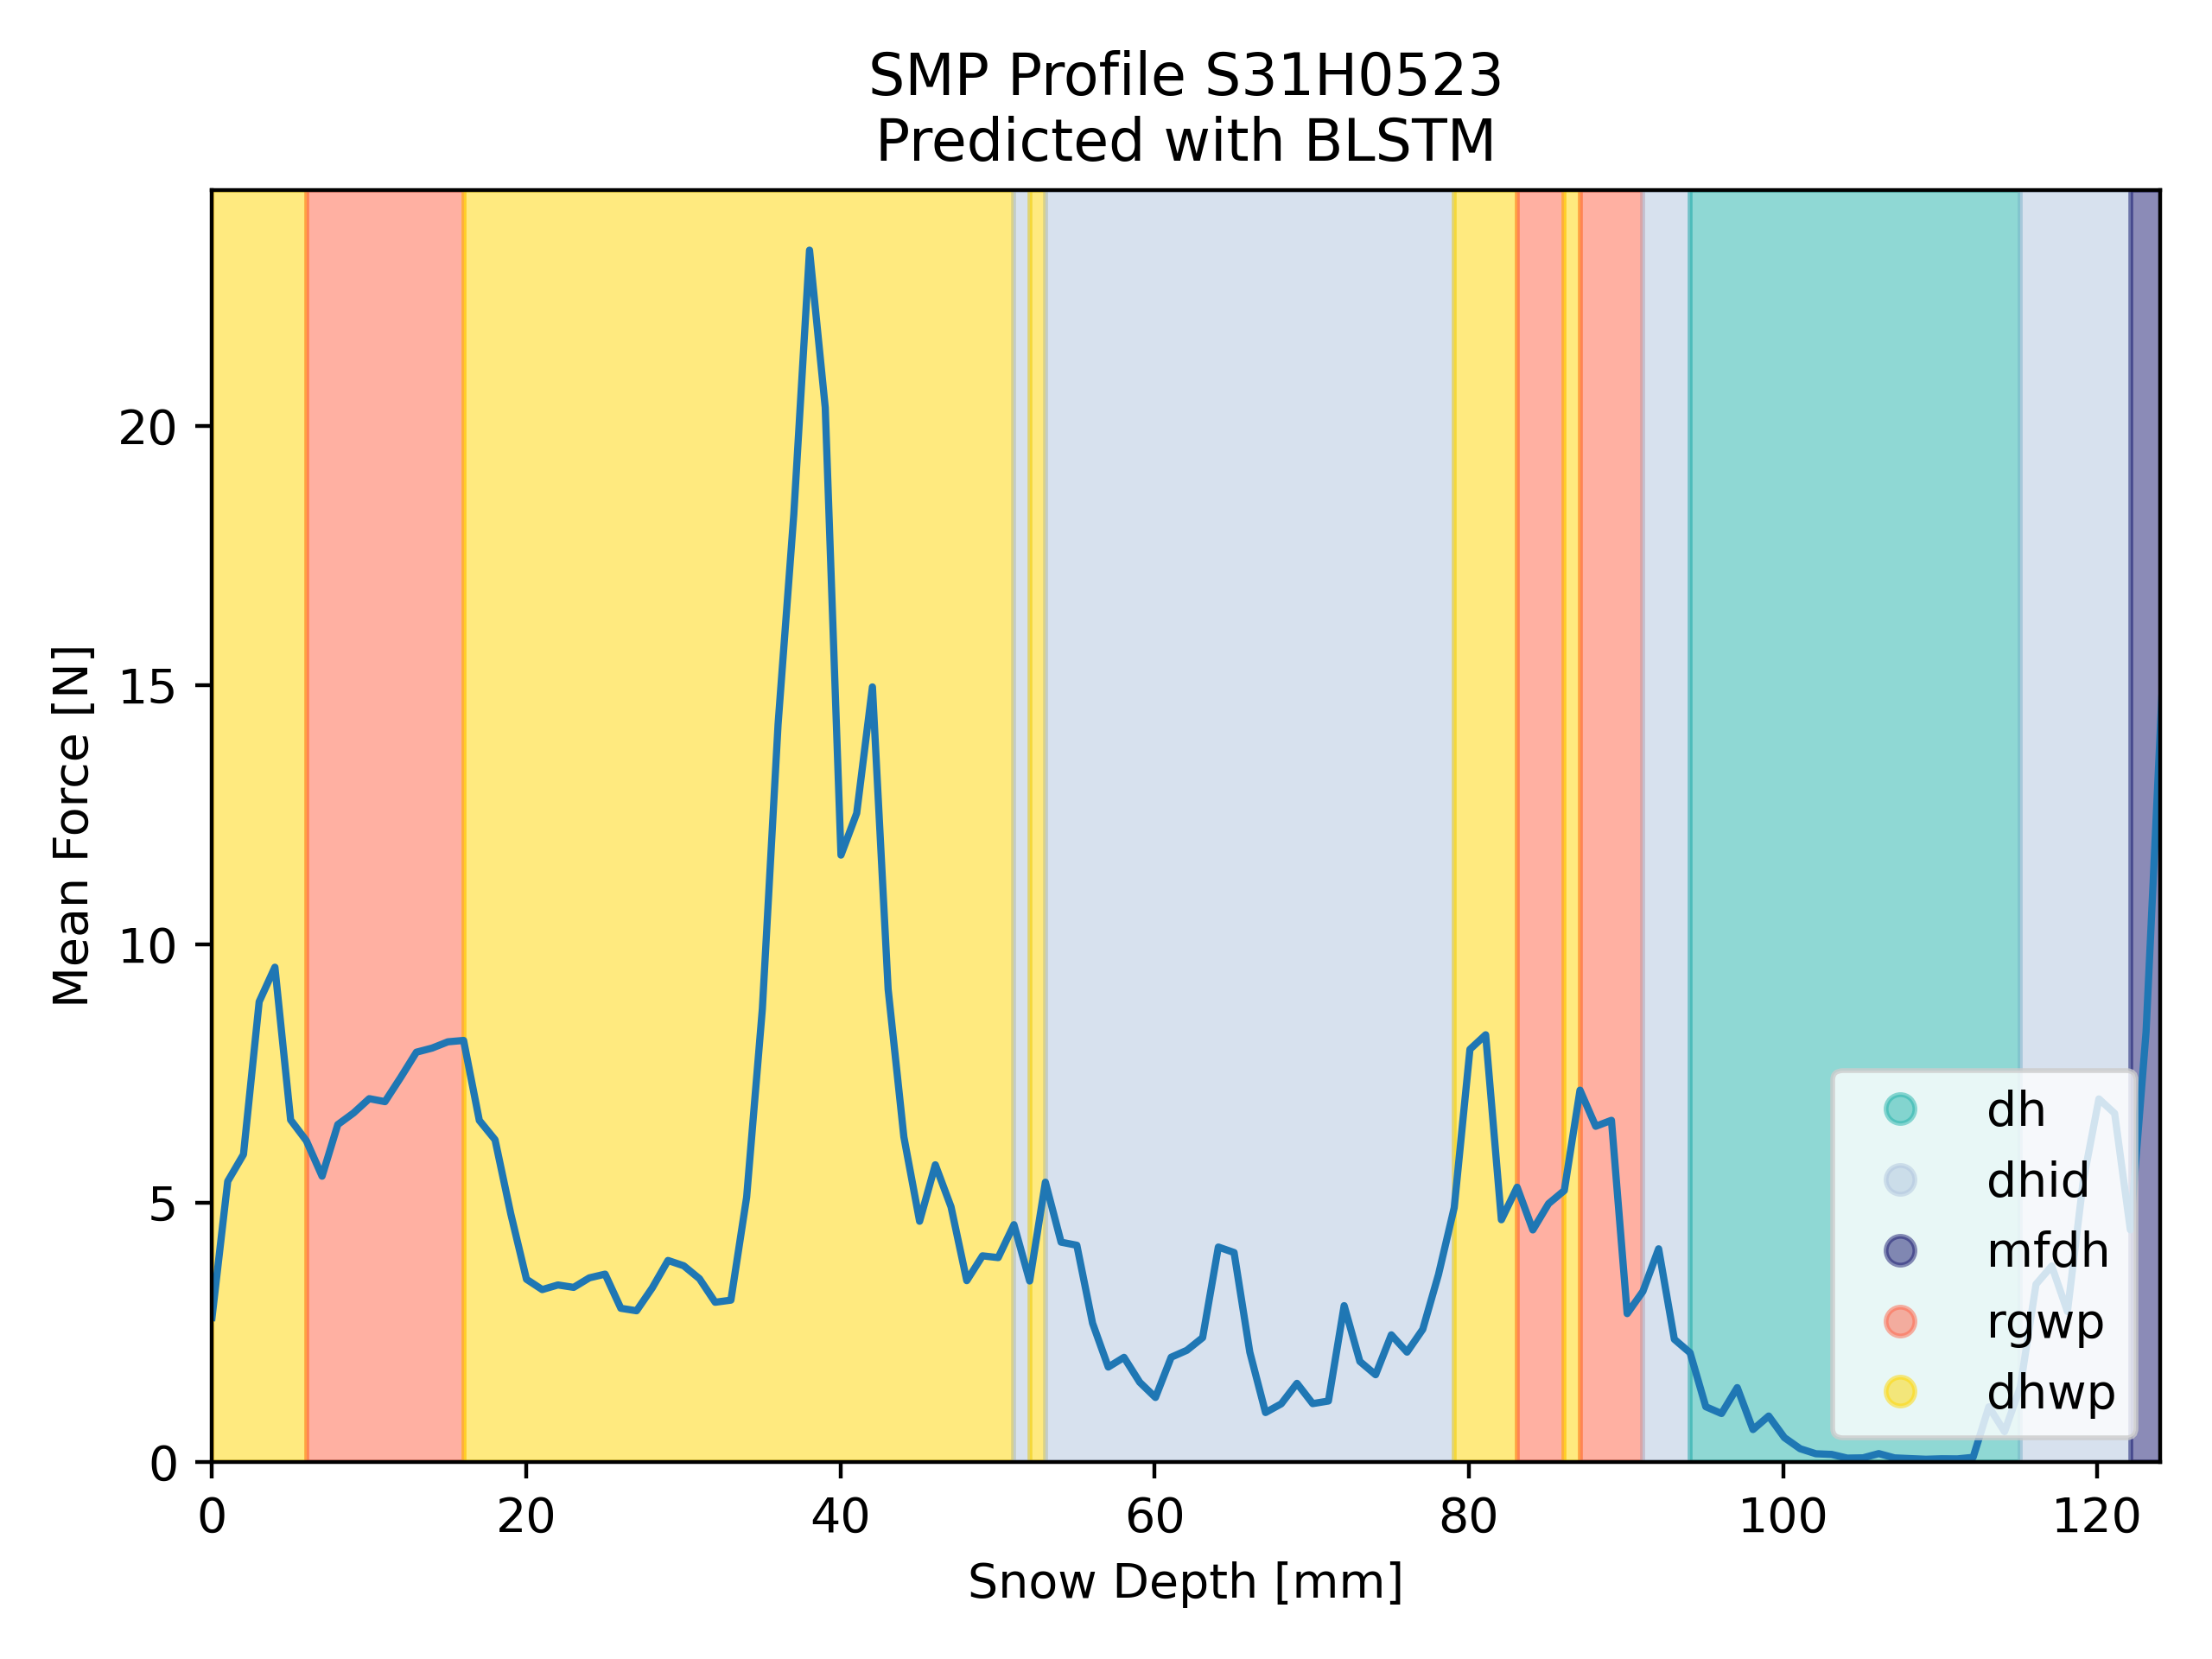 SMP Profile S31H0523
Predicted with BLSTM
Mean Force [N]
20
15
10
5
0
0 20 40 60 80 100 120
Snow Depth [mm]
dh
dhid
mfdh
rgwp
dhwp